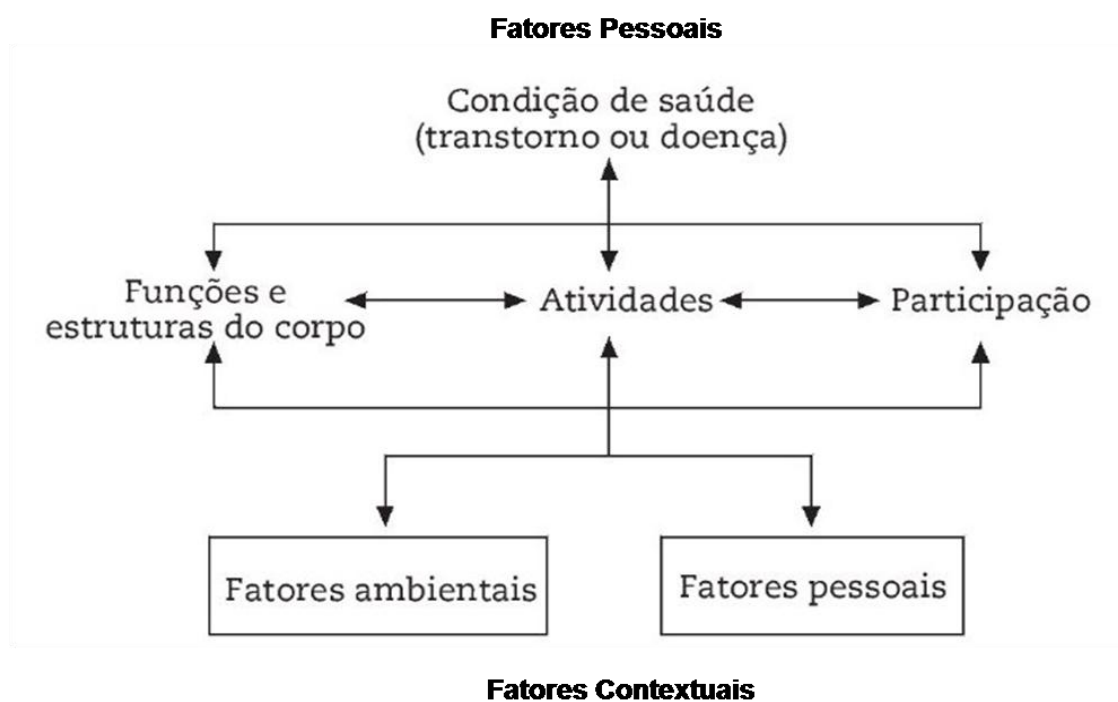 Fatores Pessoais
Condição de saúde
(transtorno ou doença)
Funções e
estruturas do corpo
Atividades
Participação
Fatores ambientais
Fatores pessoais
Fatores Contextuais